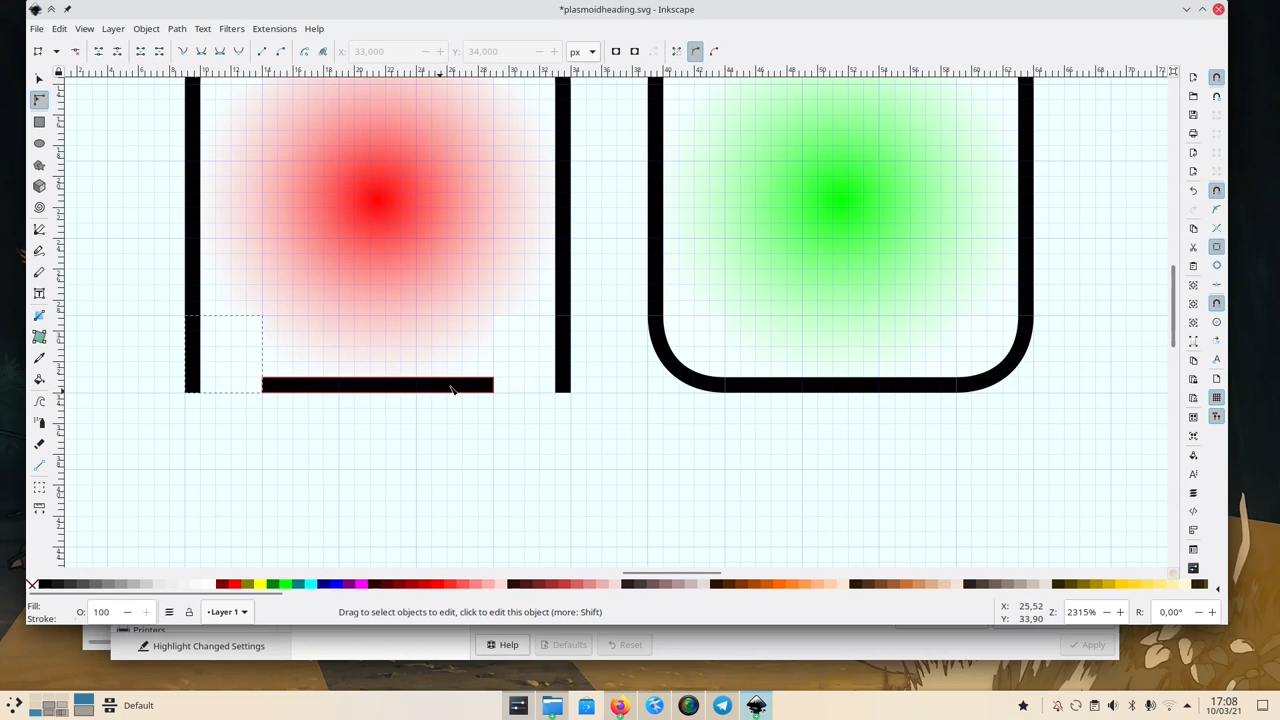 *plasmoidheading.svg - Inkscape
File Edit View Layer Object Path Text Filters Extensions Help
X: 33,000 Y: 34,000 px
Fill: O: 100 •Layer 1 Drag to select objects to edit, click to edit this object (more: Shift) X: 25,52 Z: 2315% R: 0,00°
Stroke: Y: 33,90
Printers
Highlight Changed Settings Help Defaults Reset Apply
Default 17:08
10/03/21